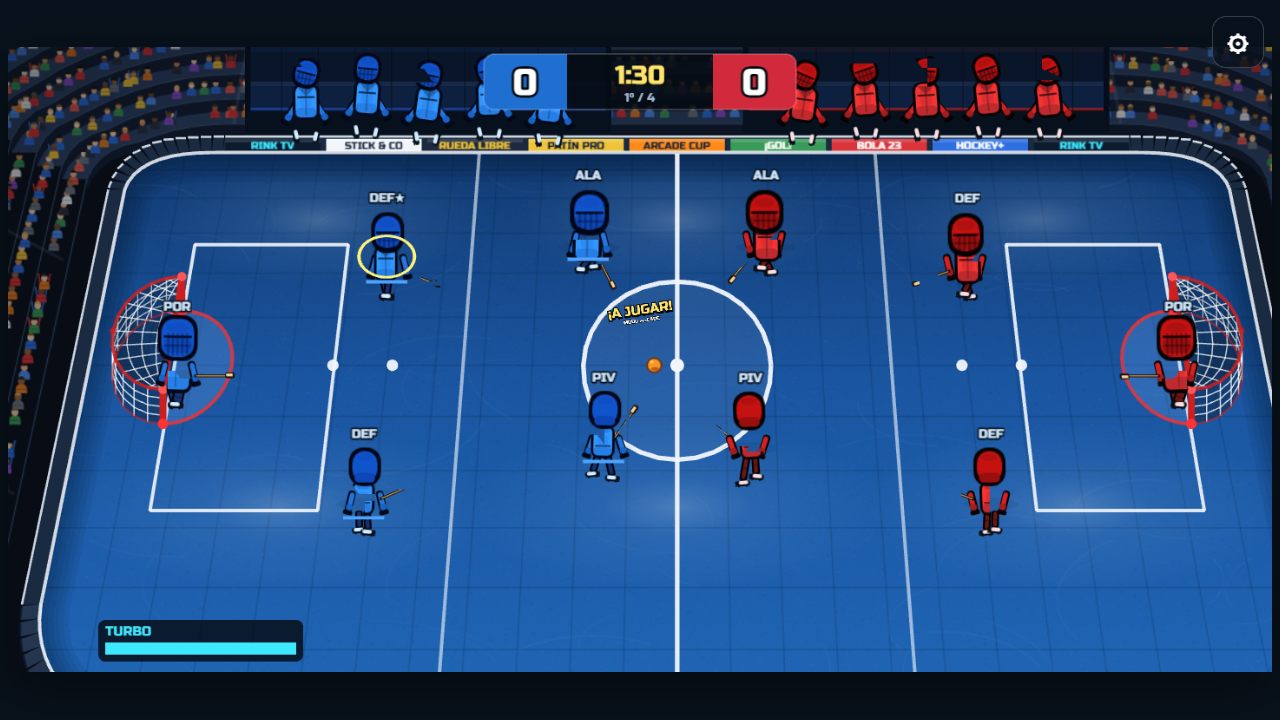 0
1:30
1º / 4
0
RINK TV
STICK & CO
RUEDA LIBRE
PATÍN PRO
ARCADE CUP
¡GOL!
BOLA 23
HOCKEY+
RINK TV
ALA
ALA
DEF★
DEF
¡A JUGAR!
POR
POR
PIV
PIV
DEF
DEF
TURBO